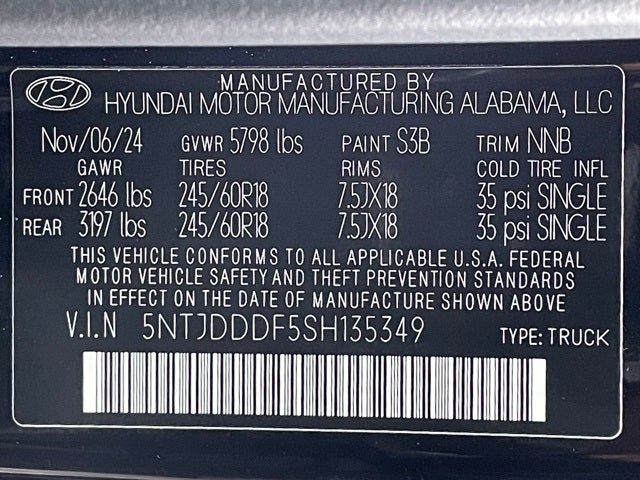 MANUFACTURED BY
HYUNDAI MOTOR MANUFACTURING ALABAMA, LLC
Nov/06/24 GVWR 5798 lbs PAINT S3B TRIM NNB
GAWR TIRES RIMS COLD TIRE INFL
FRONT 2646 lbs 245/60R18 7.5JX18 35 psi SINGLE
REAR 3197 lbs 245/60R18 7.5JX18 35 psi SINGLE
THIS VEHICLE CONFORMS TO ALL APPLICABLE U.S.A. FEDERAL
MOTOR VEHICLE SAFETY AND THEFT PREVENTION STANDARDS
IN EFFECT ON THE DATE OF MANUFACTURE SHOWN ABOVE
V.I.N 5NTJDDDF5SH135349 TYPE: TRUCK